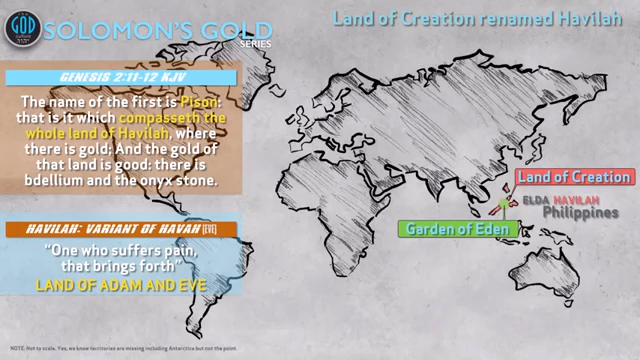 THE
GOD
culture
SOLOMON'S GOLD
SERIES
Land of Creation renamed Havilah
GENESIS 2:11-12 KJV
The name of the first is Pison:
that is it which compasseth the
whole land of Havilah, where
there is gold; And the gold of
that land is good: there is
bdellium and the onyx stone.
Land of Creation
ELDA HAVILAH
Philippines
Garden of Eden
HAVILAH: VARIANT OF HAVAH [EVE]
"One who suffers pain,
that brings forth"
LAND OF ADAM AND EVE
NOTE: Not to scale. Yes, we know territories are missing including Antarctica but not the point.